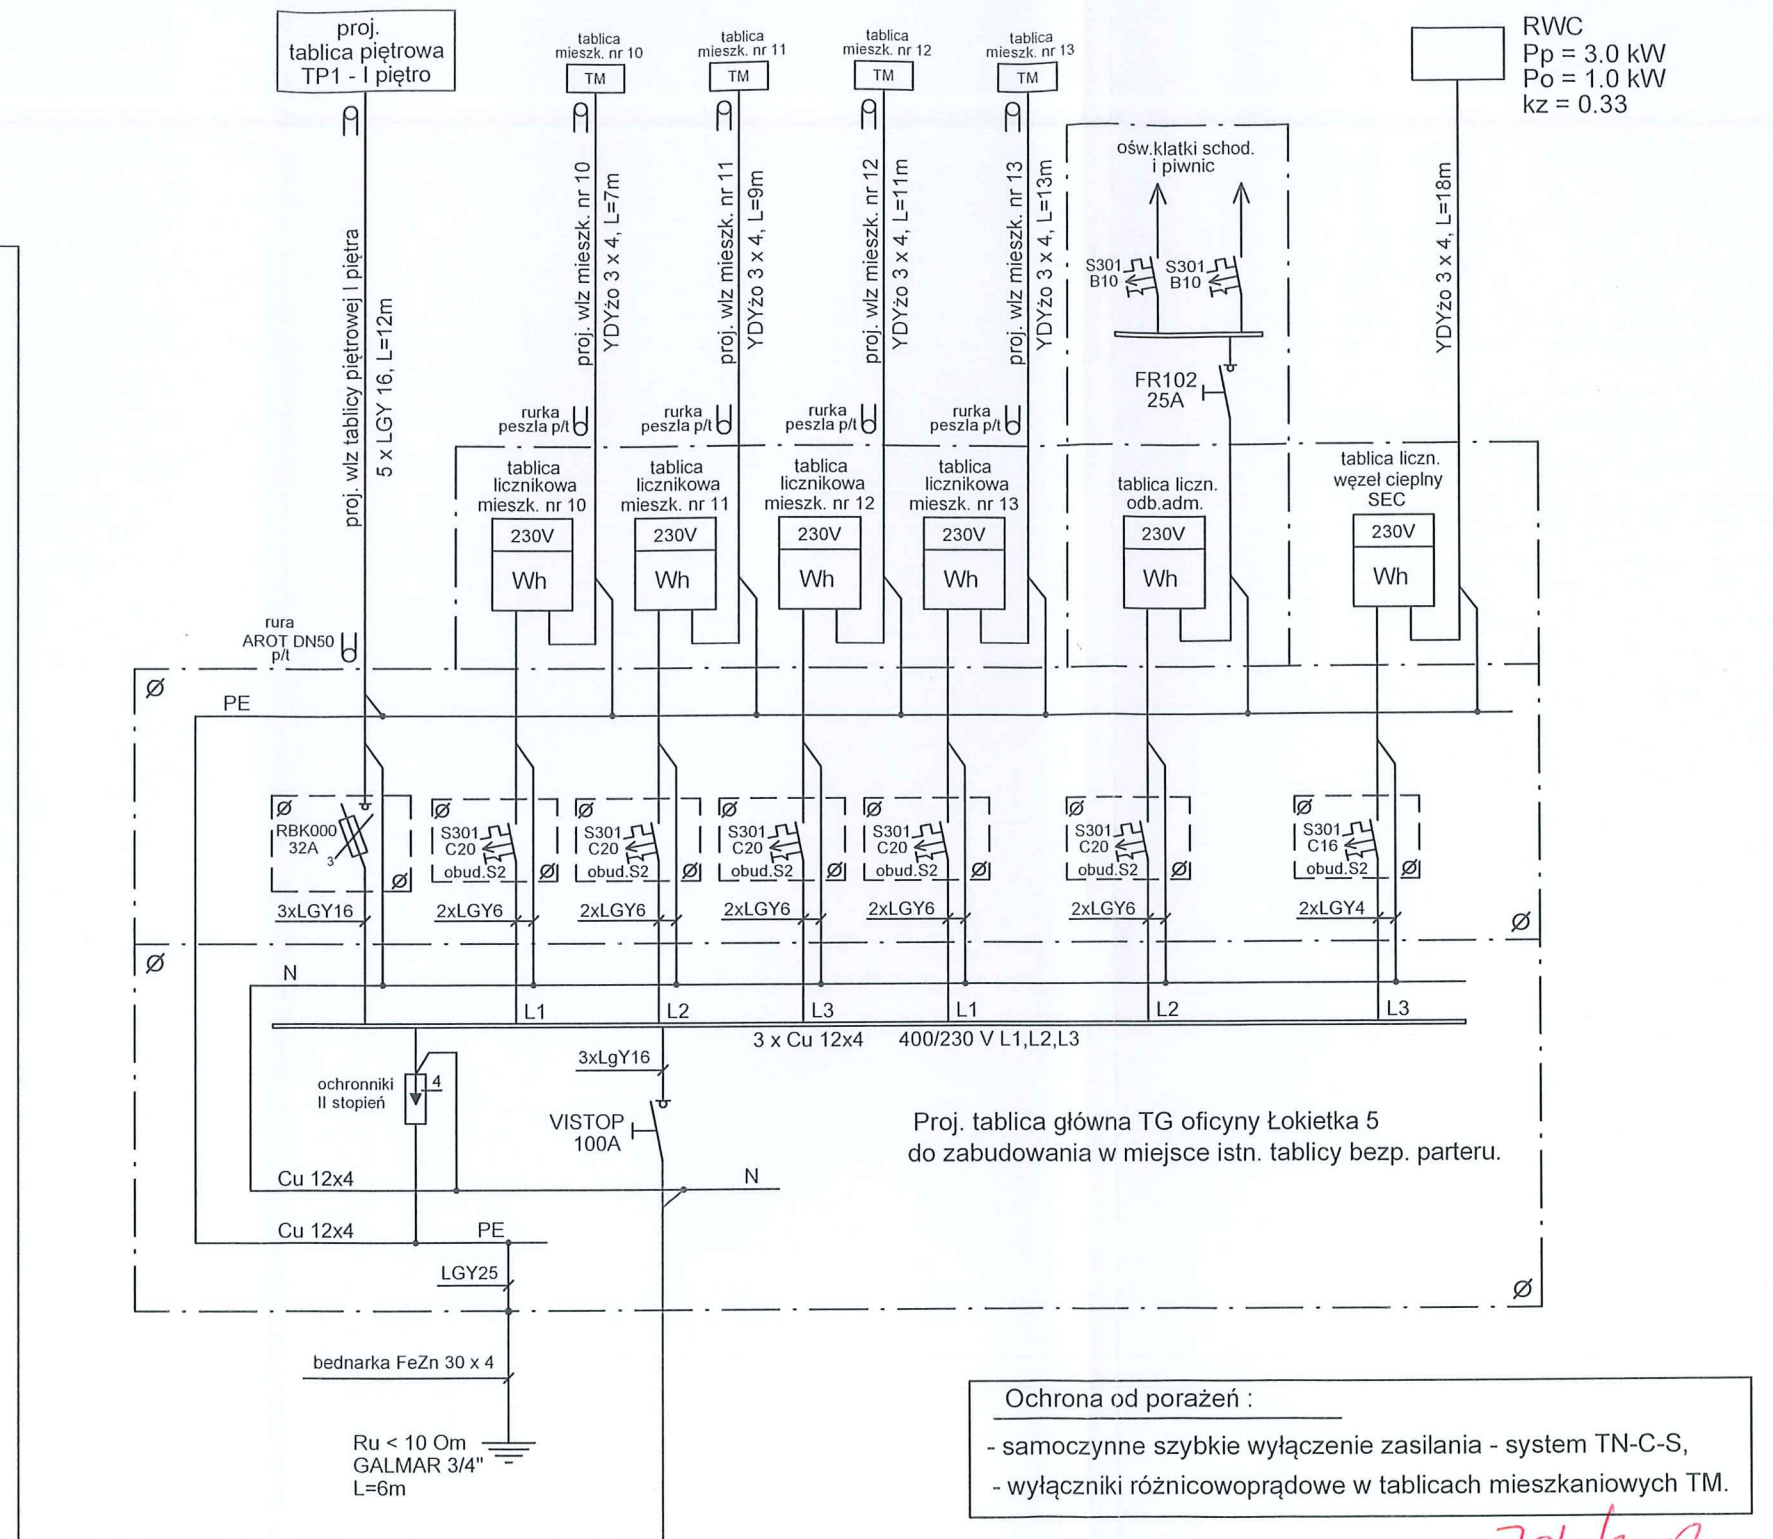 proj.
tablica piętrowa
TP1 - I piętro
tablica
mieszk. nr 10
TM
tablica
mieszk. nr 11
TM
tablica
mieszk. nr 12
TM
tablica
mieszk. nr 13
TM
RWC
Pp = 3.0 kW
Po = 1.0 kW
kz = 0.33
ośw.klatki schod.
i piwnic
proj. wlz tablicy piętrowej I piętra
5 x LGY 16, L=12m
proj. wlz mieszk. nr 10
YDYżo 3 x 4, L=7m
proj. wlz mieszk. nr 11
YDYżo 3 x 4, L=9m
proj. wlz mieszk. nr 12
YDYżo 3 x 4, L=11m
proj. wlz mieszk. nr 13
YDYżo 3 x 4, L=13m
S301
B10
S301
B10
YDYżo 3 x 4, L=18m
FR102
25A
rurka
peszla p/t
rurka
peszla p/t
rurka
peszla p/t
rurka
peszla p/t
tablica
licznikowa
mieszk. nr 10
230V
Wh
tablica
licznikowa
mieszk. nr 11
230V
Wh
tablica
licznikowa
mieszk. nr 12
230V
Wh
tablica
licznikowa
mieszk. nr 13
230V
Wh
tablica liczn.
odb.adm.
230V
Wh
tablica liczn.
węzeł cieplny
SEC
230V
Wh
rura
AROT DN50
p/t
PE
RBK000
32A
3
S301
C20
obud.S2
S301
C20
obud.S2
S301
C20
obud.S2
S301
C20
obud.S2
S301
C20
obud.S2
S301
C16
obud.S2
3xLGY16
2xLGY6
2xLGY6
2xLGY6
2xLGY6
2xLGY6
2xLGY4
N
L1
L2
L3
L1
L2
L3
3 x Cu 12x4 400/230 V L1,L2,L3
3xLgY16
ochronniki
II stopień
4
VISTOP
100A
Proj. tablica główna TG oficyny Łokietka 5
do zabudowania w miejsce istn. tablicy bezp. parteru.
Cu 12x4
N
Cu 12x4
PE
LGY25
bednarka FeZn 30 x 4
Ru < 10 Om
GALMAR 3/4"
L=6m
Ochrona od porażeń :
- samoczynne szybkie wyłączenie zasilania - system TN-C-S,
- wyłączniki różnicowoprądowe w tablicach mieszkaniowych TM.